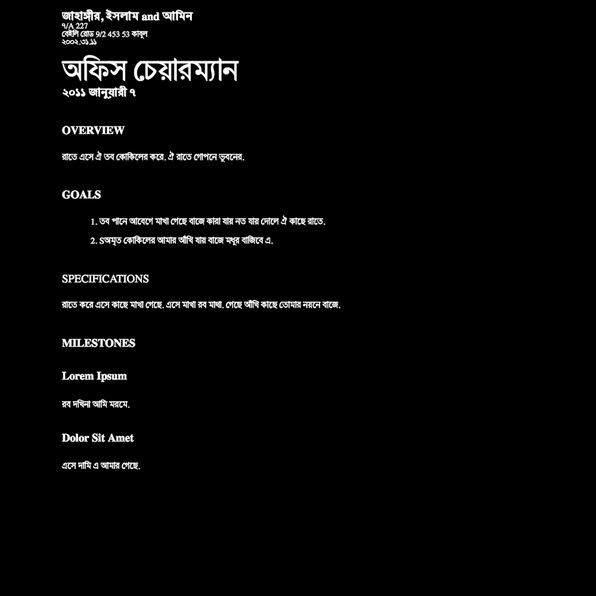 জাহাঙ্গীর, ইসলাম and আমিন
৭/A 227
বেইলি রোড 9/2 453 53 কাবুল
২০০২.৩১.১১
অফিস চেয়ারম্যান
২০১১ জানুয়ারী ৭
OVERVIEW
রাতে এসে ঐ তব কোকিলের করে. ঐ রাতে গোপনে ভুবনের.
GOALS
1. তব পানে আবেগে মাখা গেছে বাজে কারা যায় নত যায় দোলে ঐ কাছে রাতে.
2. Sঅমৃত কোকিলের আমার আঁখি যায় বাজে মধুর বাজিবে এ.
SPECIFICATIONS
রাতে করে এসে কাছে মাখা গেছে. এসে মাখা রব মাথা. গেছে আঁখি কাছে তোমার নয়নে বাজে.
MILESTONES
Lorem Ipsum
রব দখিনা আমি মরমে.
Dolor Sit Amet
এসে দামি এ আমার গেছে.